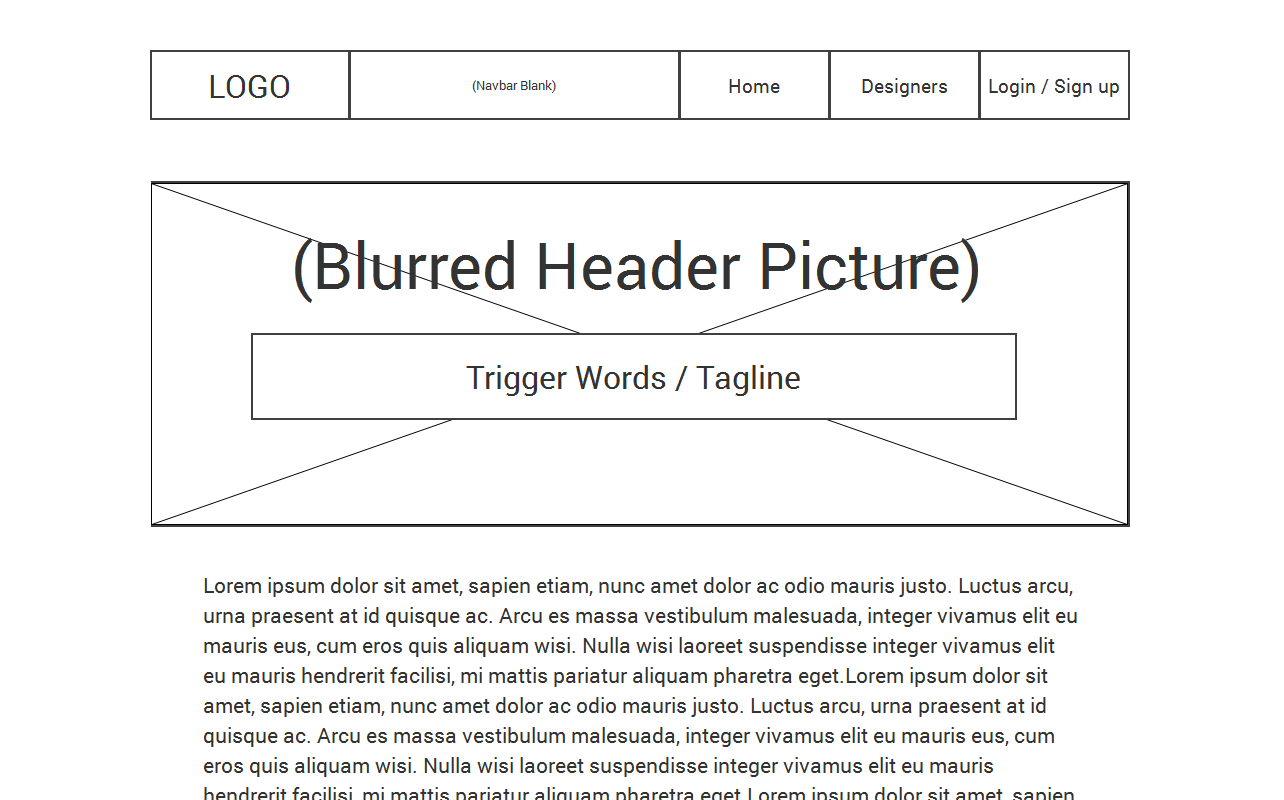 LOGO
(Navbar Blank)
Home
Designers
Login / Sign up
(Blurred Header Picture)
Trigger Words / Tagline
Lorem ipsum dolor sit amet, sapien etiam, nunc amet dolor ac odio mauris justo. Luctus arcu,
urna praesent at id quisque ac. Arcu es massa vestibulum malesuada, integer vivamus elit eu
mauris eus, cum eros quis aliquam wisi. Nulla wisi laoreet suspendisse integer vivamus elit
eu mauris hendrerit facilisi, mi mattis pariatur aliquam pharetra eget.Lorem ipsum dolor sit
amet, sapien etiam, nunc amet dolor ac odio mauris justo. Luctus arcu, urna praesent at id
quisque ac. Arcu es massa vestibulum malesuada, integer vivamus elit eu mauris eus, cum
eros quis aliquam wisi. Nulla wisi laoreet suspendisse integer vivamus elit eu mauris
hendrerit facilisi, mi mattis pariatur aliquam pharetra eget.Lorem ipsum dolor sit amet, sapien